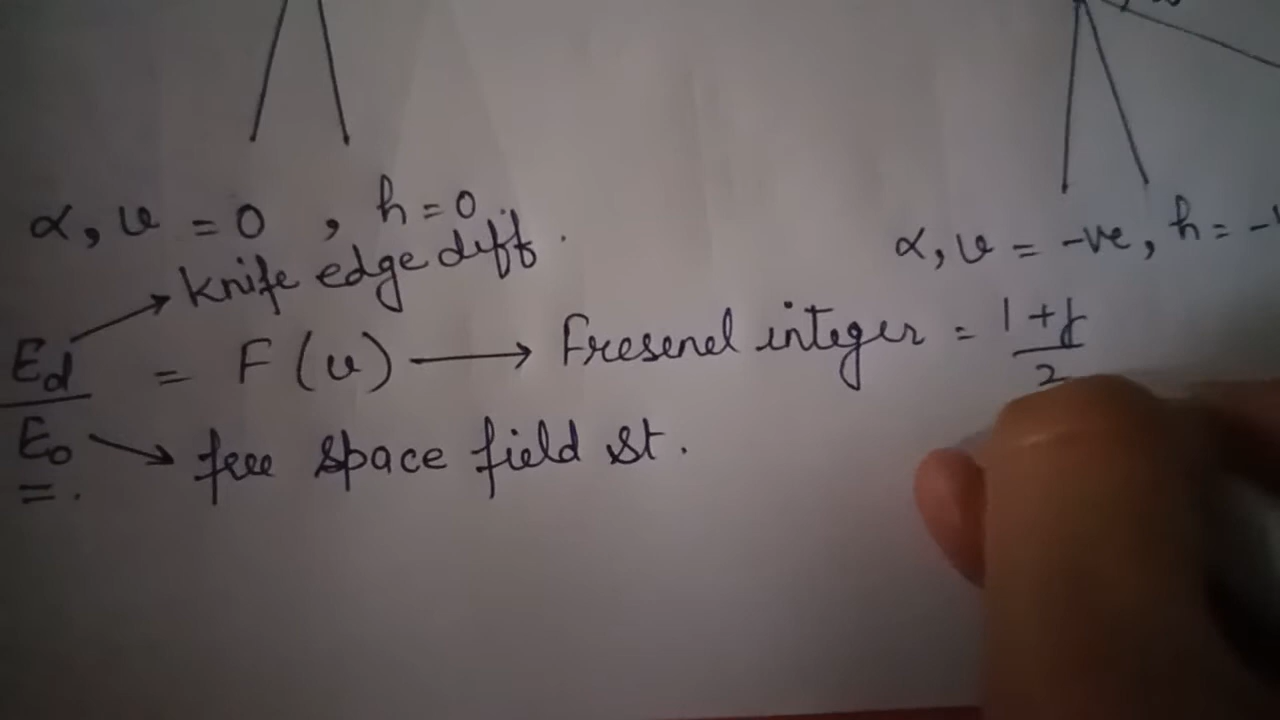 α, υ = 0 , h = 0
α, υ = -ve, h = -
knife edge diff.
Ed = F(υ) → Fresenel integer = 1+j
2
E0 → free space field st.
=.